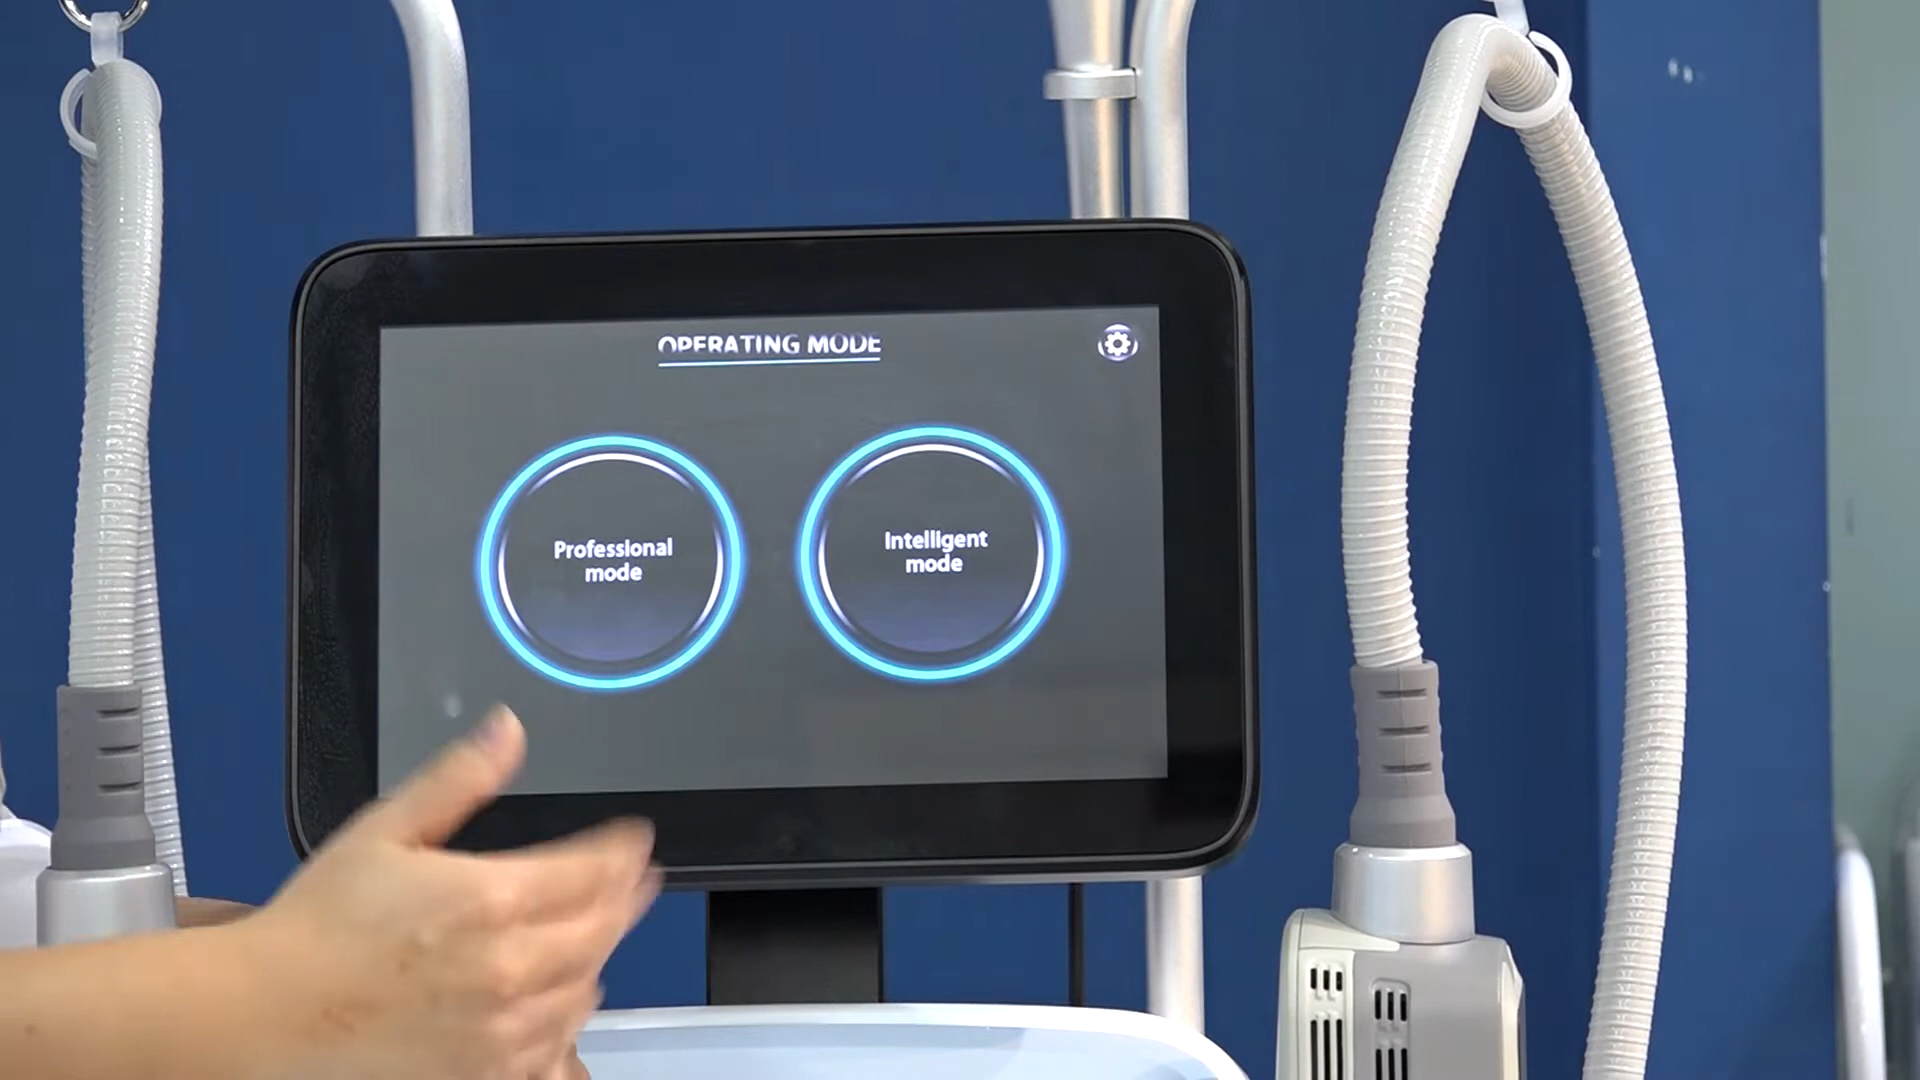 OPERATING MODE
Professional
mode
Intelligent
mode